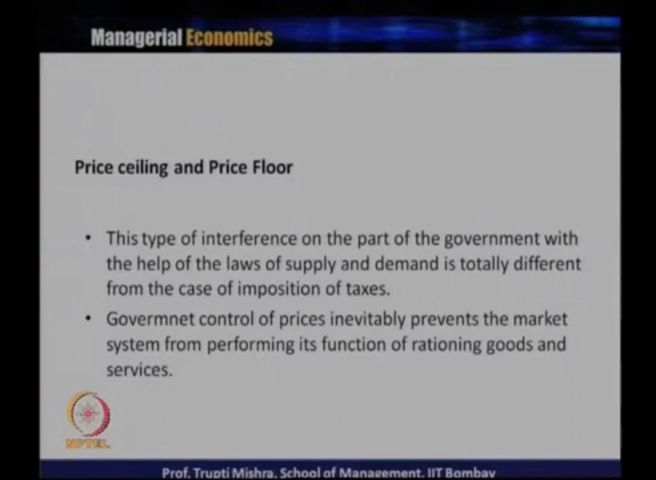 Managerial Economics
Price ceiling and Price Floor
• This type of interference on the part of the government with
the help of the laws of supply and demand is totally different
from the case of imposition of taxes.
• Govermnet control of prices inevitably prevents the market
system from performing its function of rationing goods and
services.
NPTEL
Prof. Trupti Mishra, School of Management, IIT Bombay